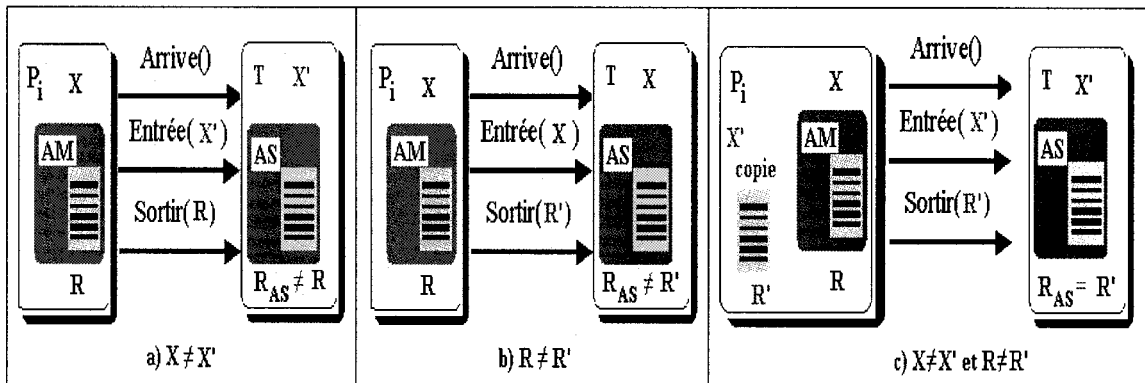 P_i X
Arrive()
T X'
AM
Entrée(X')
AS
Sortir(R)
R
R_AS ≠ R
a) X ≠ X'
P_i X
Arrive()
T X
AM
Entrée(X)
AS
Sortir(R')
R
R_AS ≠ R'
b) R ≠ R'
P_i X
Arrive()
T X'
X'
AM
Entrée(X')
AS
copie
Sortir(R')
R'
R
R_AS = R'
c) X≠X' et R≠R'